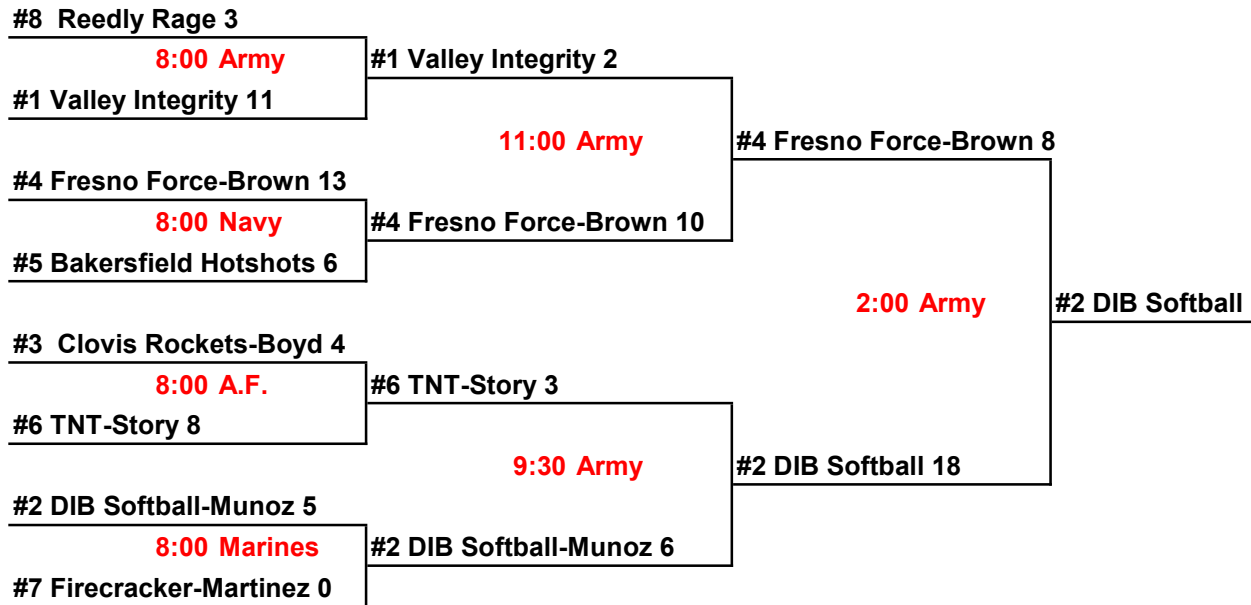 #8  Reedly Rage 3
8:00 Army
#1 Valley Integrity 2
#1 Valley Integrity 11
11:00 Army
#4 Fresno Force-Brown 8
#4 Fresno Force-Brown 13
8:00 Navy
#4 Fresno Force-Brown 10
#5 Bakersfield Hotshots 6
2:00 Army
#2 DIB Softball
#3  Clovis Rockets-Boyd 4
8:00 A.F.
#6 TNT-Story 3
#6 TNT-Story 8
9:30 Army
#2 DIB Softball 18
#2 DIB Softball-Munoz 5
8:00 Marines
#2 DIB Softball-Munoz 6
#7 Firecracker-Martinez 0